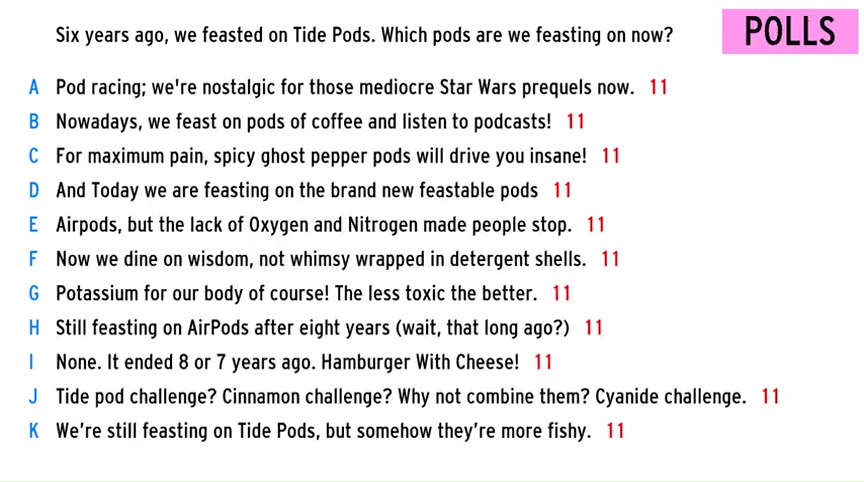 Six years ago, we feasted on Tide Pods. Which pods are we feasting on now?
POLLS
A Pod racing; we're nostalgic for those mediocre Star Wars prequels now. 11
B Nowadays, we feast on pods of coffee and listen to podcasts! 11
C For maximum pain, spicy ghost pepper pods will drive you insane! 11
D And Today we are feasting on the brand new feastable pods 11
E Airpods, but the lack of Oxygen and Nitrogen made people stop. 11
F Now we dine on wisdom, not whimsy wrapped in detergent shells. 11
G Potassium for our body of course! The less toxic the better. 11
H Still feasting on AirPods after eight years (wait, that long ago?) 11
I None. It ended 8 or 7 years ago. Hamburger With Cheese! 11
J Tide pod challenge? Cinnamon challenge? Why not combine them? Cyanide challenge. 11
K We’re still feasting on Tide Pods, but somehow they’re more fishy. 11